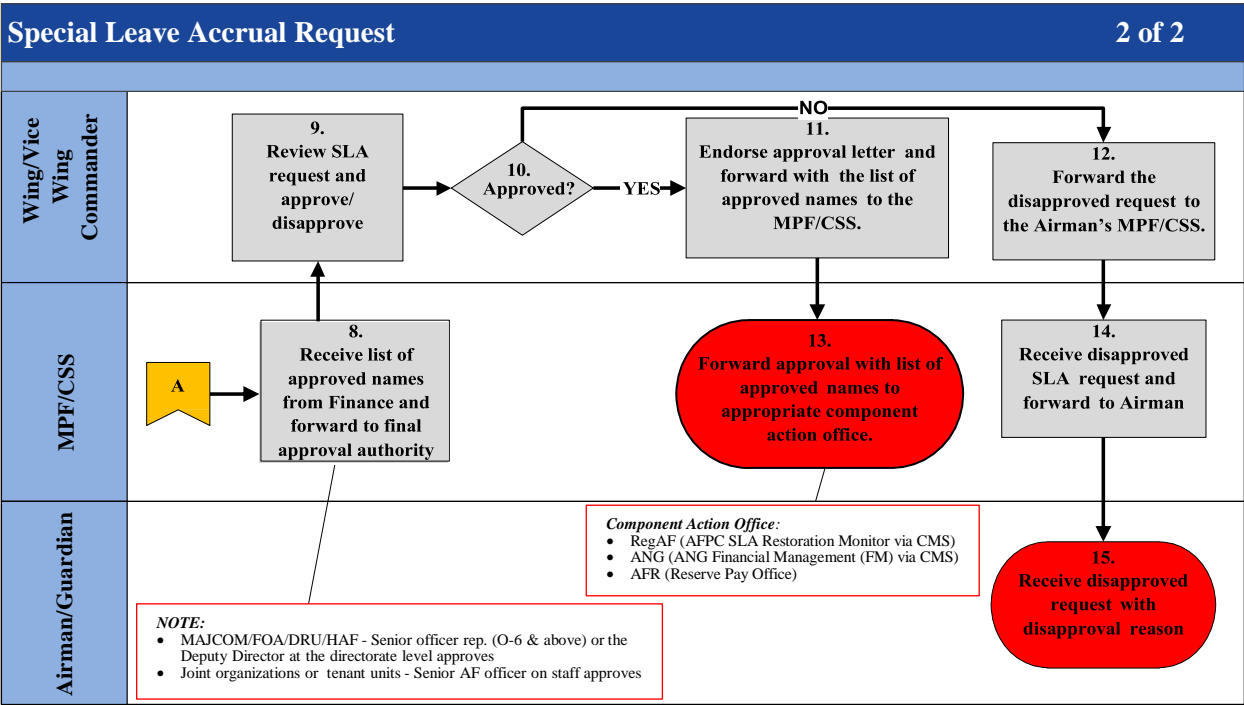 Special Leave Accrual Request
2 of 2
Wing/Vice
Wing
Commander
9.
Review SLA
request and
approve/
disapprove
10.
Approved?
YES
NO
11.
Endorse approval letter and
forward with the list of
approved names to the
MPF/CSS.
12.
Forward the
disapproved request to
the Airman’s MPF/CSS.
MPF/CSS
A
8.
Receive list of
approved names
from Finance and
forward to final
approval authority
13.
Forward approval with list of
approved names to
appropriate component
action office.
14.
Receive disapproved
SLA request and
forward to Airman
Airman/Guardian
NOTE:
• MAJCOM/FOA/DRU/HAF - Senior officer rep. (O-6 & above) or the
Deputy Director at the directorate level approves
• Joint organizations or tenant units - Senior AF officer on staff approves
Component Action Office:
• RegAF (AFPC SLA Restoration Monitor via CMS)
• ANG (ANG Financial Management (FM) via CMS)
• AFR (Reserve Pay Office)
15.
Receive disapproved
request with
disapproval reason